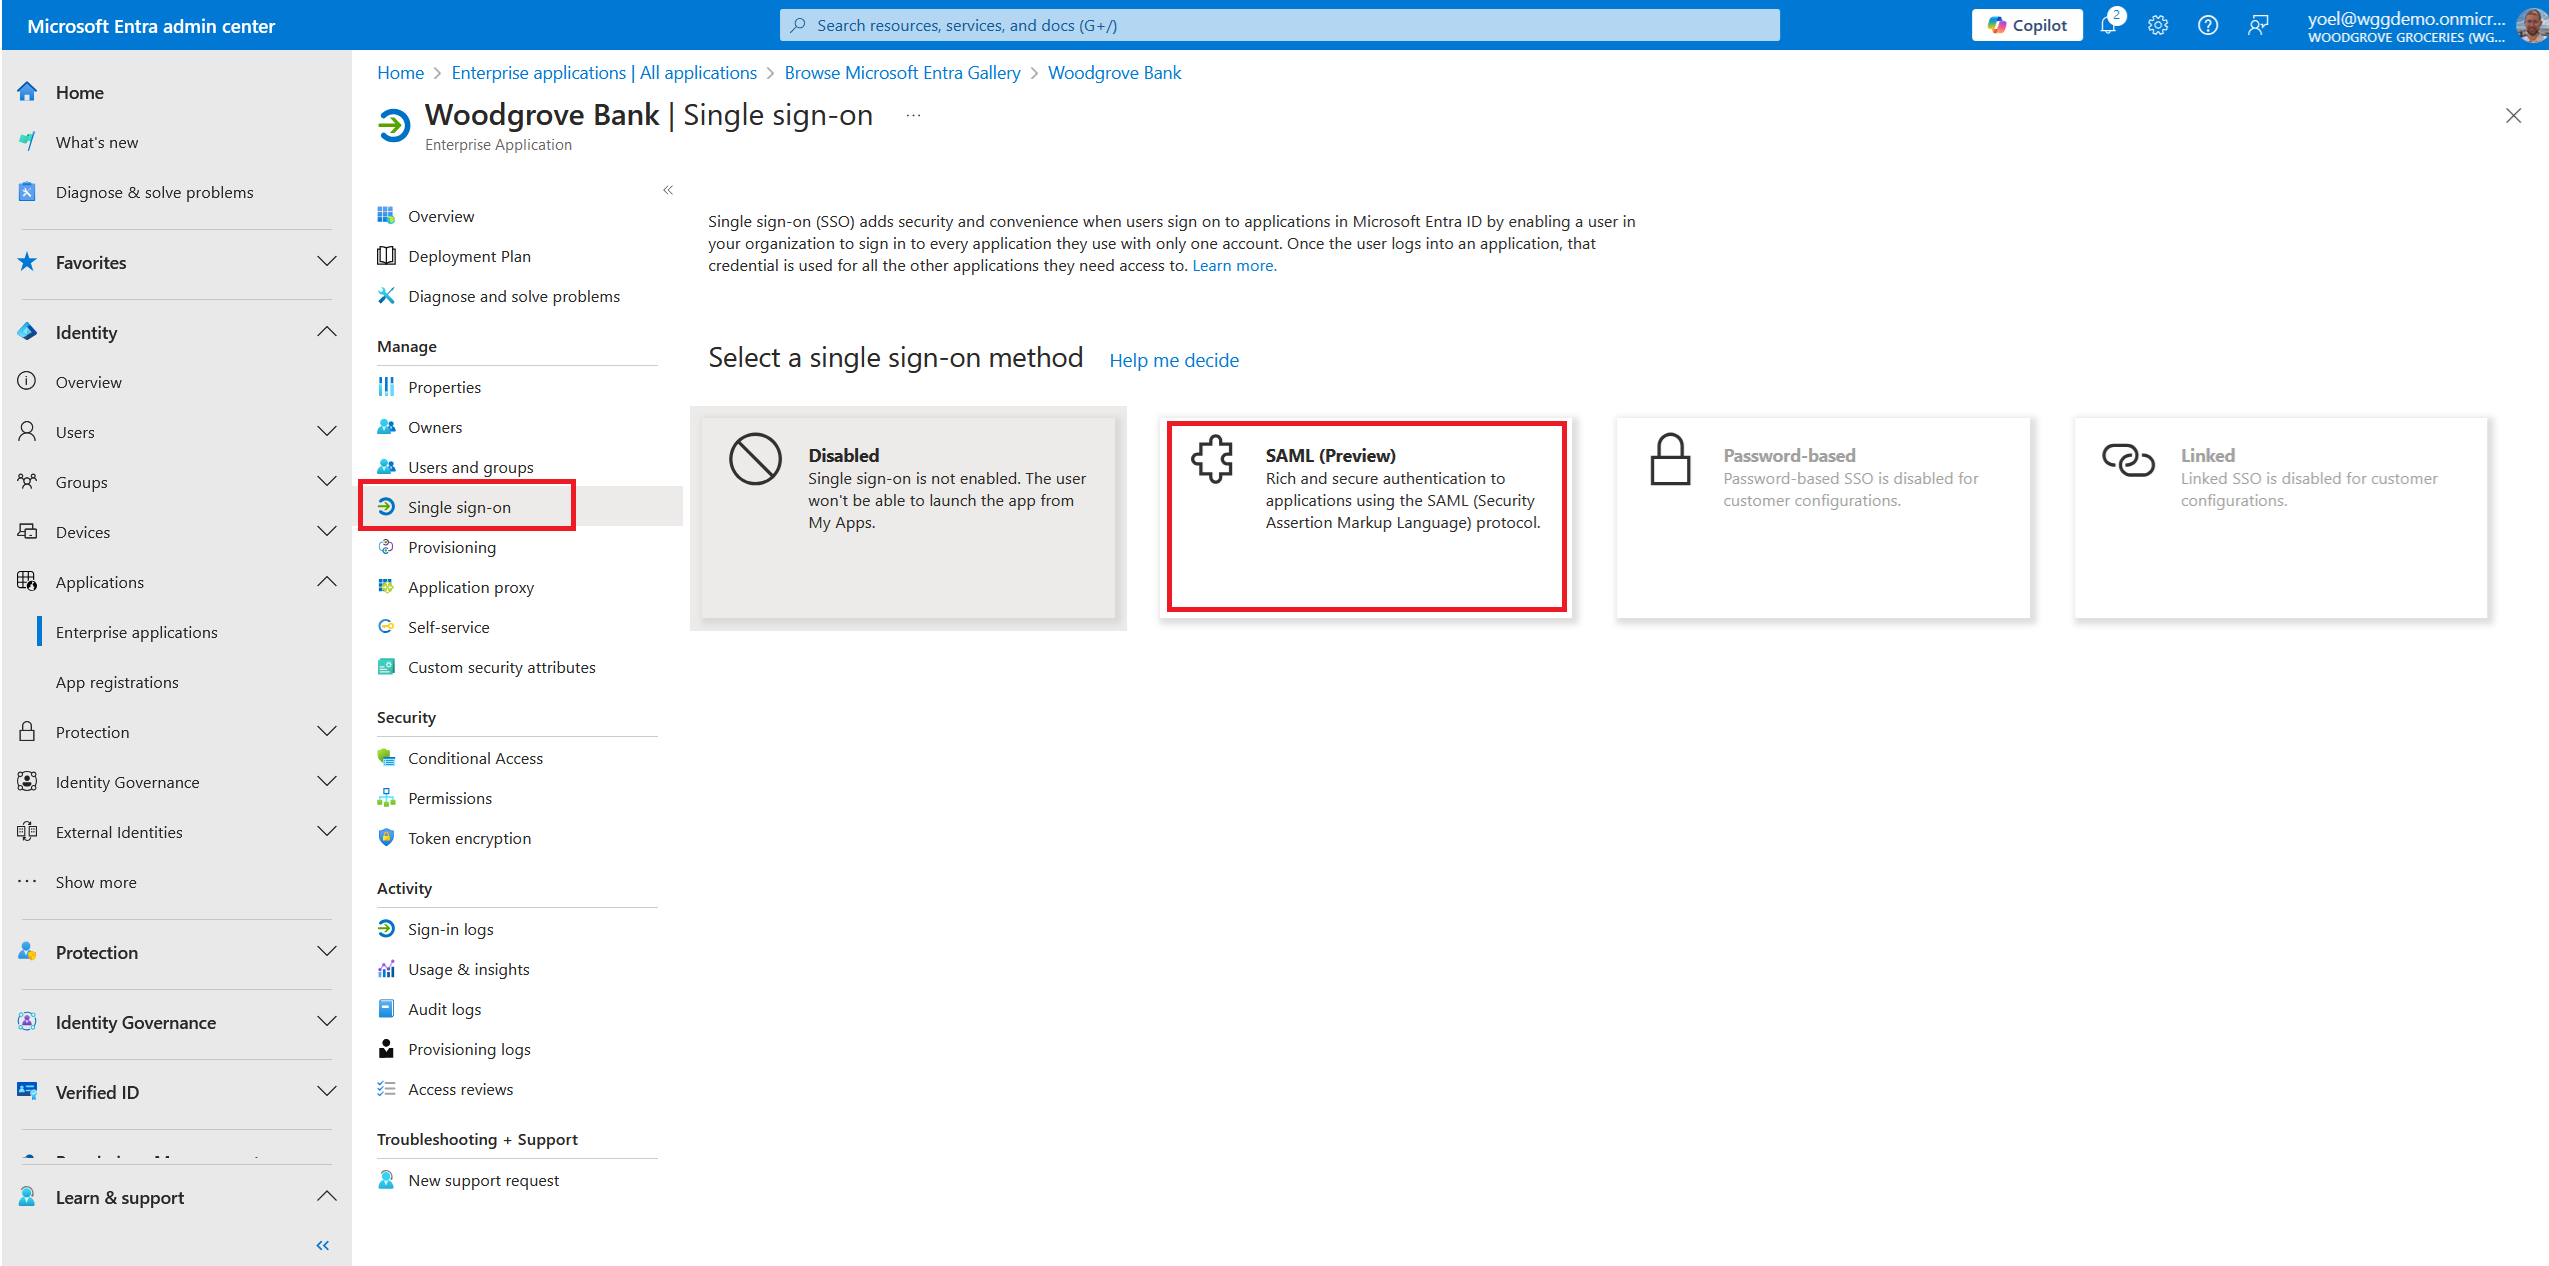 Microsoft Entra admin center
Search resources, services, and docs (G+/)
Copilot
2
yoel@wggdemo.onmicr...
WOODGROVE GROCERIES (WG...
Home
What's new
Diagnose & solve problems
Favorites
Identity
Overview
Users
Groups
Devices
Applications
Enterprise applications
App registrations
Protection
Identity Governance
External Identities
Show more
Protection
Identity Governance
Verified ID
Learn & support
Home > Enterprise applications | All applications > Browse Microsoft Entra Gallery > Woodgrove Bank
Woodgrove Bank | Single sign-on ...
Enterprise Application
Overview
Deployment Plan
Diagnose and solve problems
Manage
Properties
Owners
Users and groups
Single sign-on
Provisioning
Application proxy
Self-service
Custom security attributes
Security
Conditional Access
Permissions
Token encryption
Activity
Sign-in logs
Usage & insights
Audit logs
Provisioning logs
Access reviews
Troubleshooting + Support
New support request
Single sign-on (SSO) adds security and convenience when users sign on to applications in Microsoft Entra ID by enabling a user in
your organization to sign in to every application they use with only one account. Once the user logs into an application, that
credential is used for all the other applications they need access to. Learn more.
Select a single sign-on method Help me decide
Disabled
Single sign-on is not enabled. The user
won't be able to launch the app from
My Apps.
SAML (Preview)
Rich and secure authentication to
applications using the SAML (Security
Assertion Markup Language) protocol.
Password-based
Password-based SSO is disabled for
customer configurations.
Linked
Linked SSO is disabled for customer
configurations.